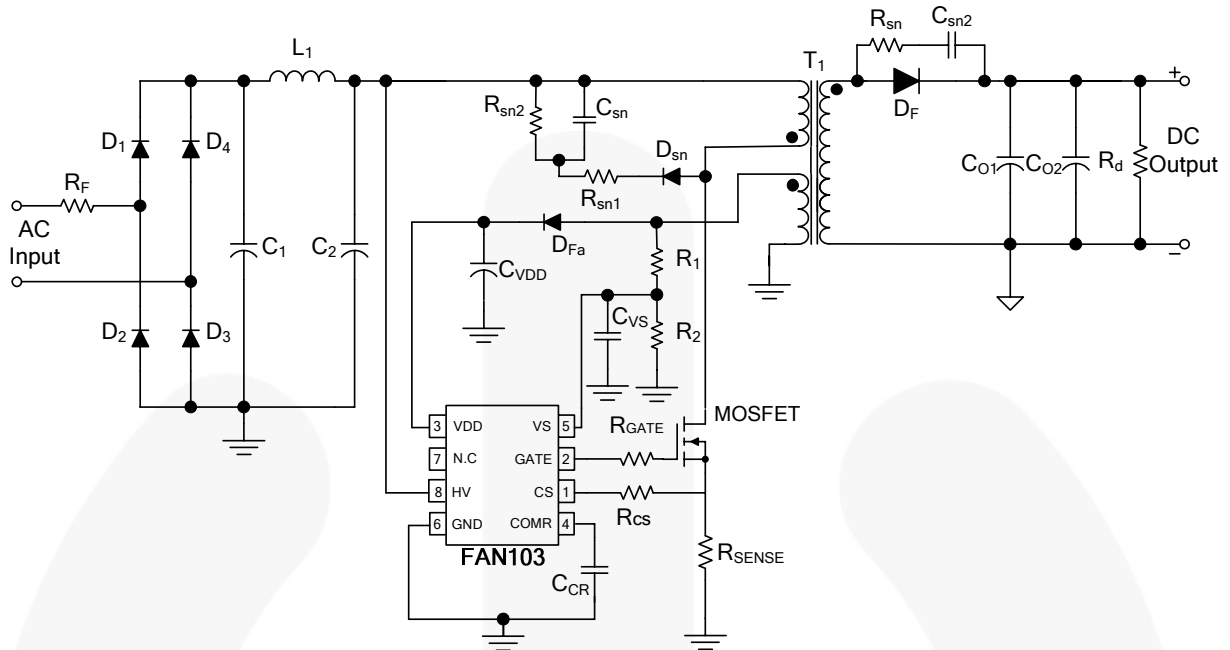 Rsn
Csn2
L1
T1
Rsn2
Csn
DF
D1
D4
Dsn
DC
Output
CO1
CO2
Rd
RF
Rsn1
AC
Input
C1
C2
DFa
R1
CVDD
CVS
R2
D2
D3
MOSFET
RGATE
3
VDD
VS
5
7
N.C
GATE
2
8
HV
CS
1
6
GND
COMR
4
Rcs
FAN103
RSENSE
CCR
+
−